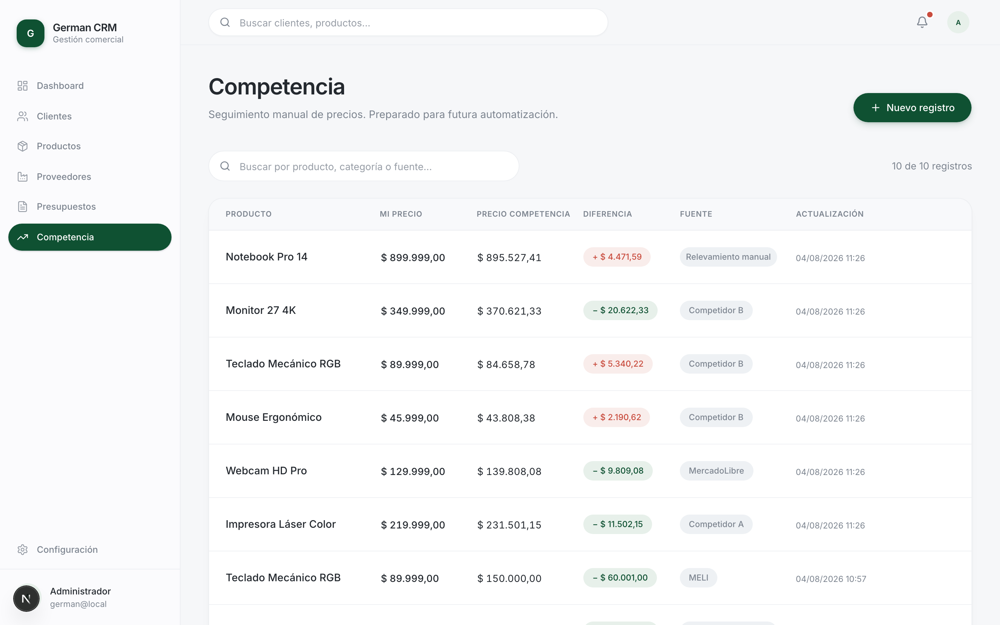 G
German CRM
Gestión comercial
Buscar clientes, productos...
A
Dashboard
Clientes
Productos
Proveedores
Presupuestos
Competencia
Configuración
N
Administrador
german@local
Competencia
Seguimiento manual de precios. Preparado para futura automatización.
+ Nuevo registro
Buscar por producto, categoría o fuente...
10 de 10 registros
PRODUCTO MI PRECIO PRECIO COMPETENCIA DIFERENCIA FUENTE ACTUALIZACIÓN
Notebook Pro 14 $ 899.999,00 $ 895.527,41 + $ 4.471,59 Relevamiento manual 04/08/2026 11:26
Monitor 27 4K $ 349.999,00 $ 370.621,33 − $ 20.622,33 Competidor B 04/08/2026 11:26
Teclado Mecánico RGB $ 89.999,00 $ 84.658,78 + $ 5.340,22 Competidor B 04/08/2026 11:26
Mouse Ergonómico $ 45.999,00 $ 43.808,38 + $ 2.190,62 Competidor B 04/08/2026 11:26
Webcam HD Pro $ 129.999,00 $ 139.808,08 − $ 9.809,08 MercadoLibre 04/08/2026 11:26
Impresora Láser Color $ 219.999,00 $ 231.501,15 − $ 11.502,15 Competidor A 04/08/2026 11:26
Teclado Mecánico RGB $ 89.999,00 $ 150.000,00 − $ 60.001,00 MELI 04/08/2026 10:57